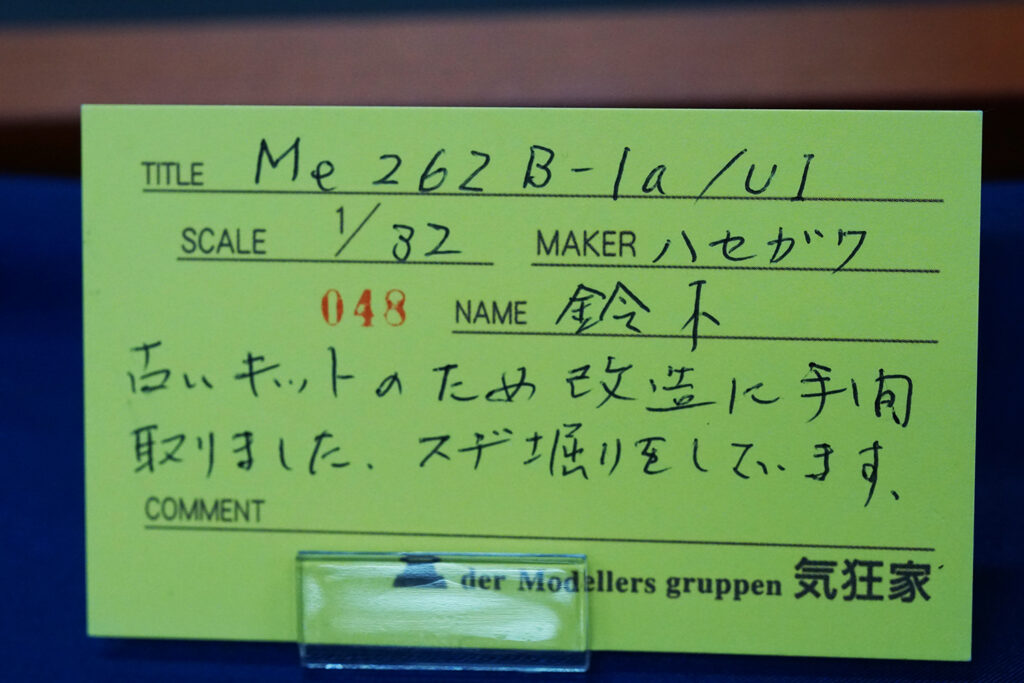 TITLE Me 262 B-1a/U1
SCALE 1/32 MAKER ハセガワ
048 NAME 鈴木
古いキットのため改造に手間
取りました、スヂ堀りをしています、
COMMENT
der Modellers gruppen 気狂家